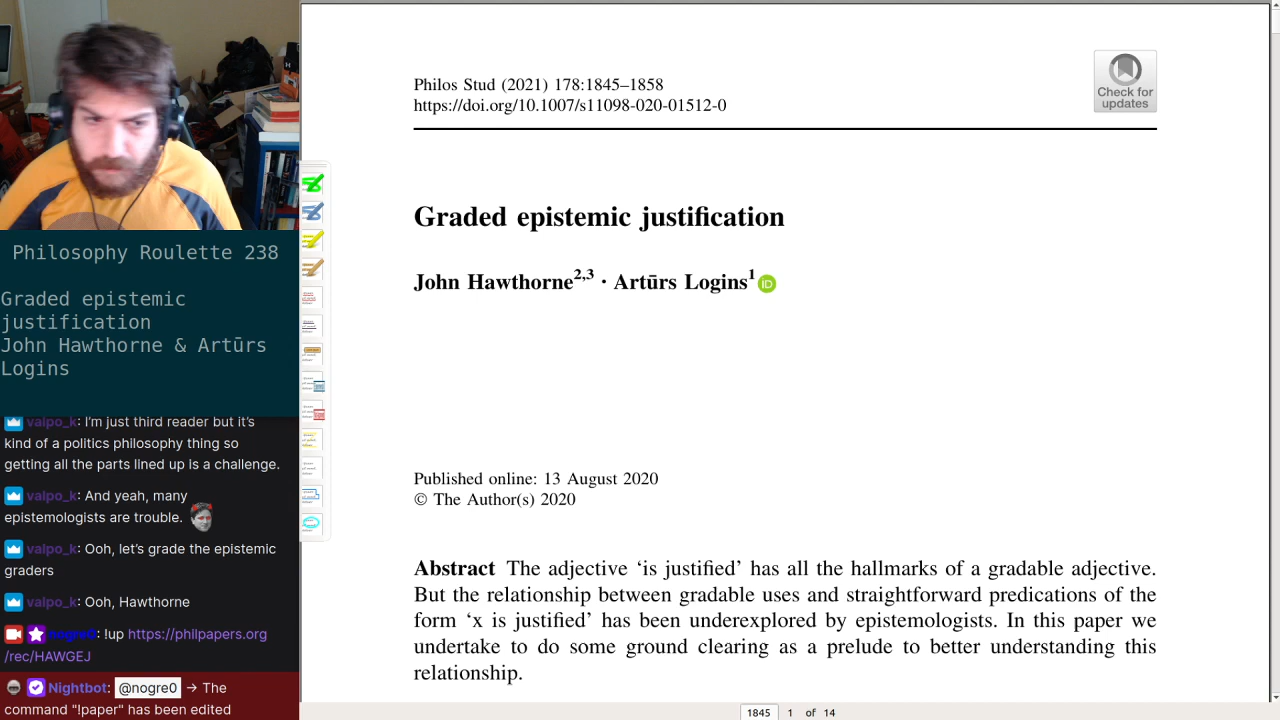 Philosophy Roulette 238
Graded epistemic
justification
John Hawthorne & Artūrs
Logins
valpo_k: I'm just third reader but it's
kind of a politics philosophy thing so
getting all the parts lined up is a challenge.
valpo_k: And yeah, many
epistemologists are trouble.
valpo_k: Ooh, let's grade the epistemic
graders
valpo_k: Ooh, Hawthorne
nogre0: !up https://philpapers.org
/rec/HAWGEJ
Nightbot: @nogre0 → The
command "!paper" has been edited
Philos Stud (2021) 178:1845–1858
https://doi.org/10.1007/s11098-020-01512-0
Check for
updates
Graded epistemic justification
John Hawthorne2,3 · Artūrs Logins1 iD
Published online: 13 August 2020
© The Author(s) 2020
Abstract The adjective ‘is justified’ has all the hallmarks of a gradable adjective.
But the relationship between gradable uses and straightforward predications of the
form ‘x is justified’ has been underexplored by epistemologists. In this paper we
undertake to do some ground clearing as a prelude to better understanding this
relationship.
1845 1 of 14